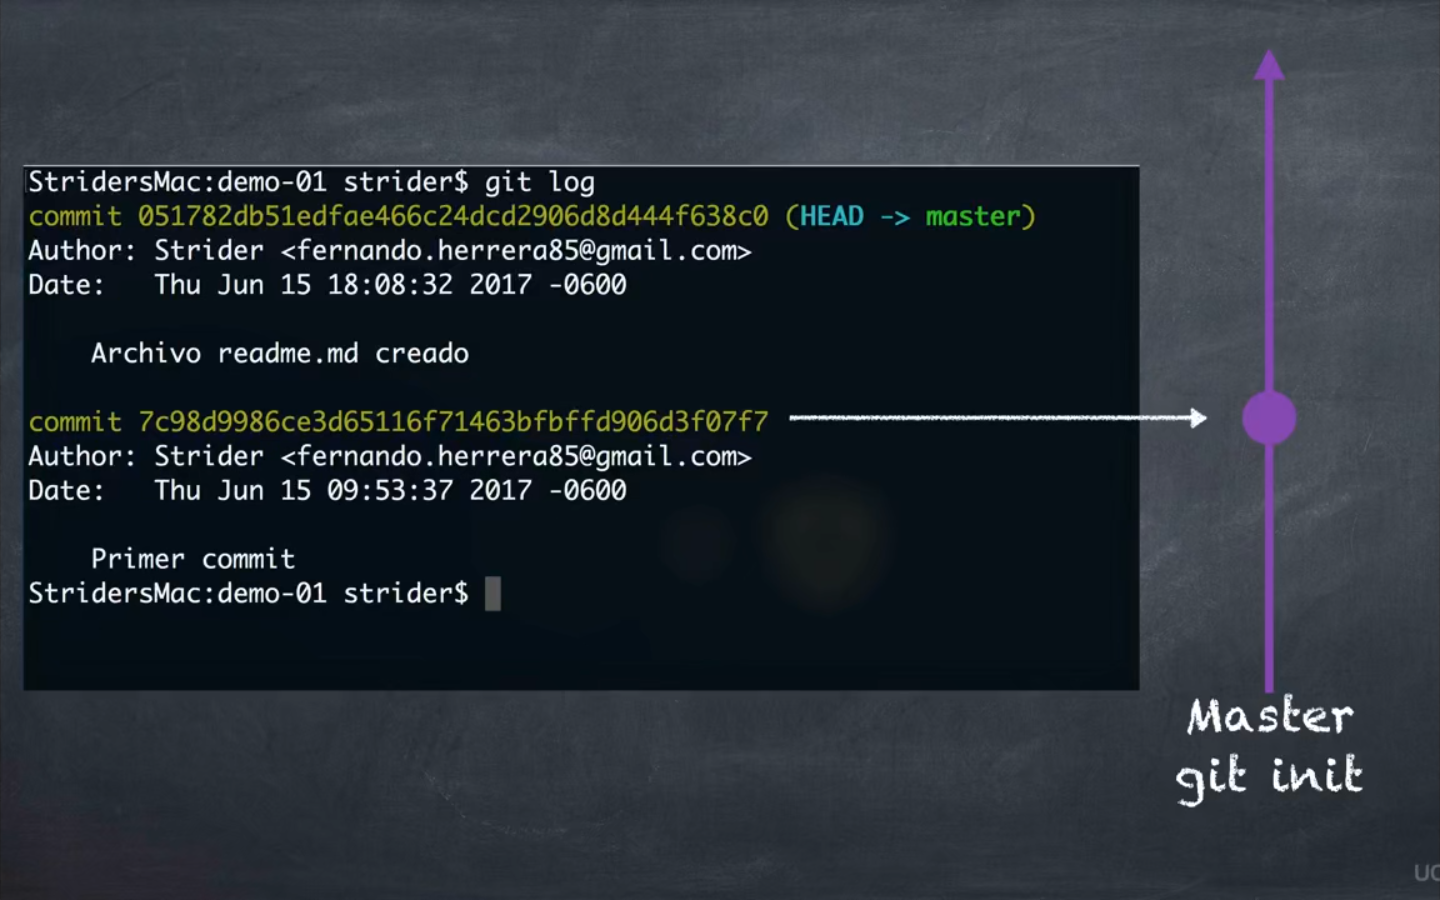 StridersMac:demo-01 strider$ git log
commit 051782db51edfae466c24dcd2906d8d444f638c0 (HEAD -> master)
Author: Strider <fernando.herrera85@gmail.com>
Date:   Thu Jun 15 18:08:32 2017 -0600
Archivo readme.md creado
commit 7c98d9986ce3d65116f71463bfbffd906d3f07f7
Author: Strider <fernando.herrera85@gmail.com>
Date:   Thu Jun 15 09:53:37 2017 -0600
Primer commit
StridersMac:demo-01 strider$
Master
git init